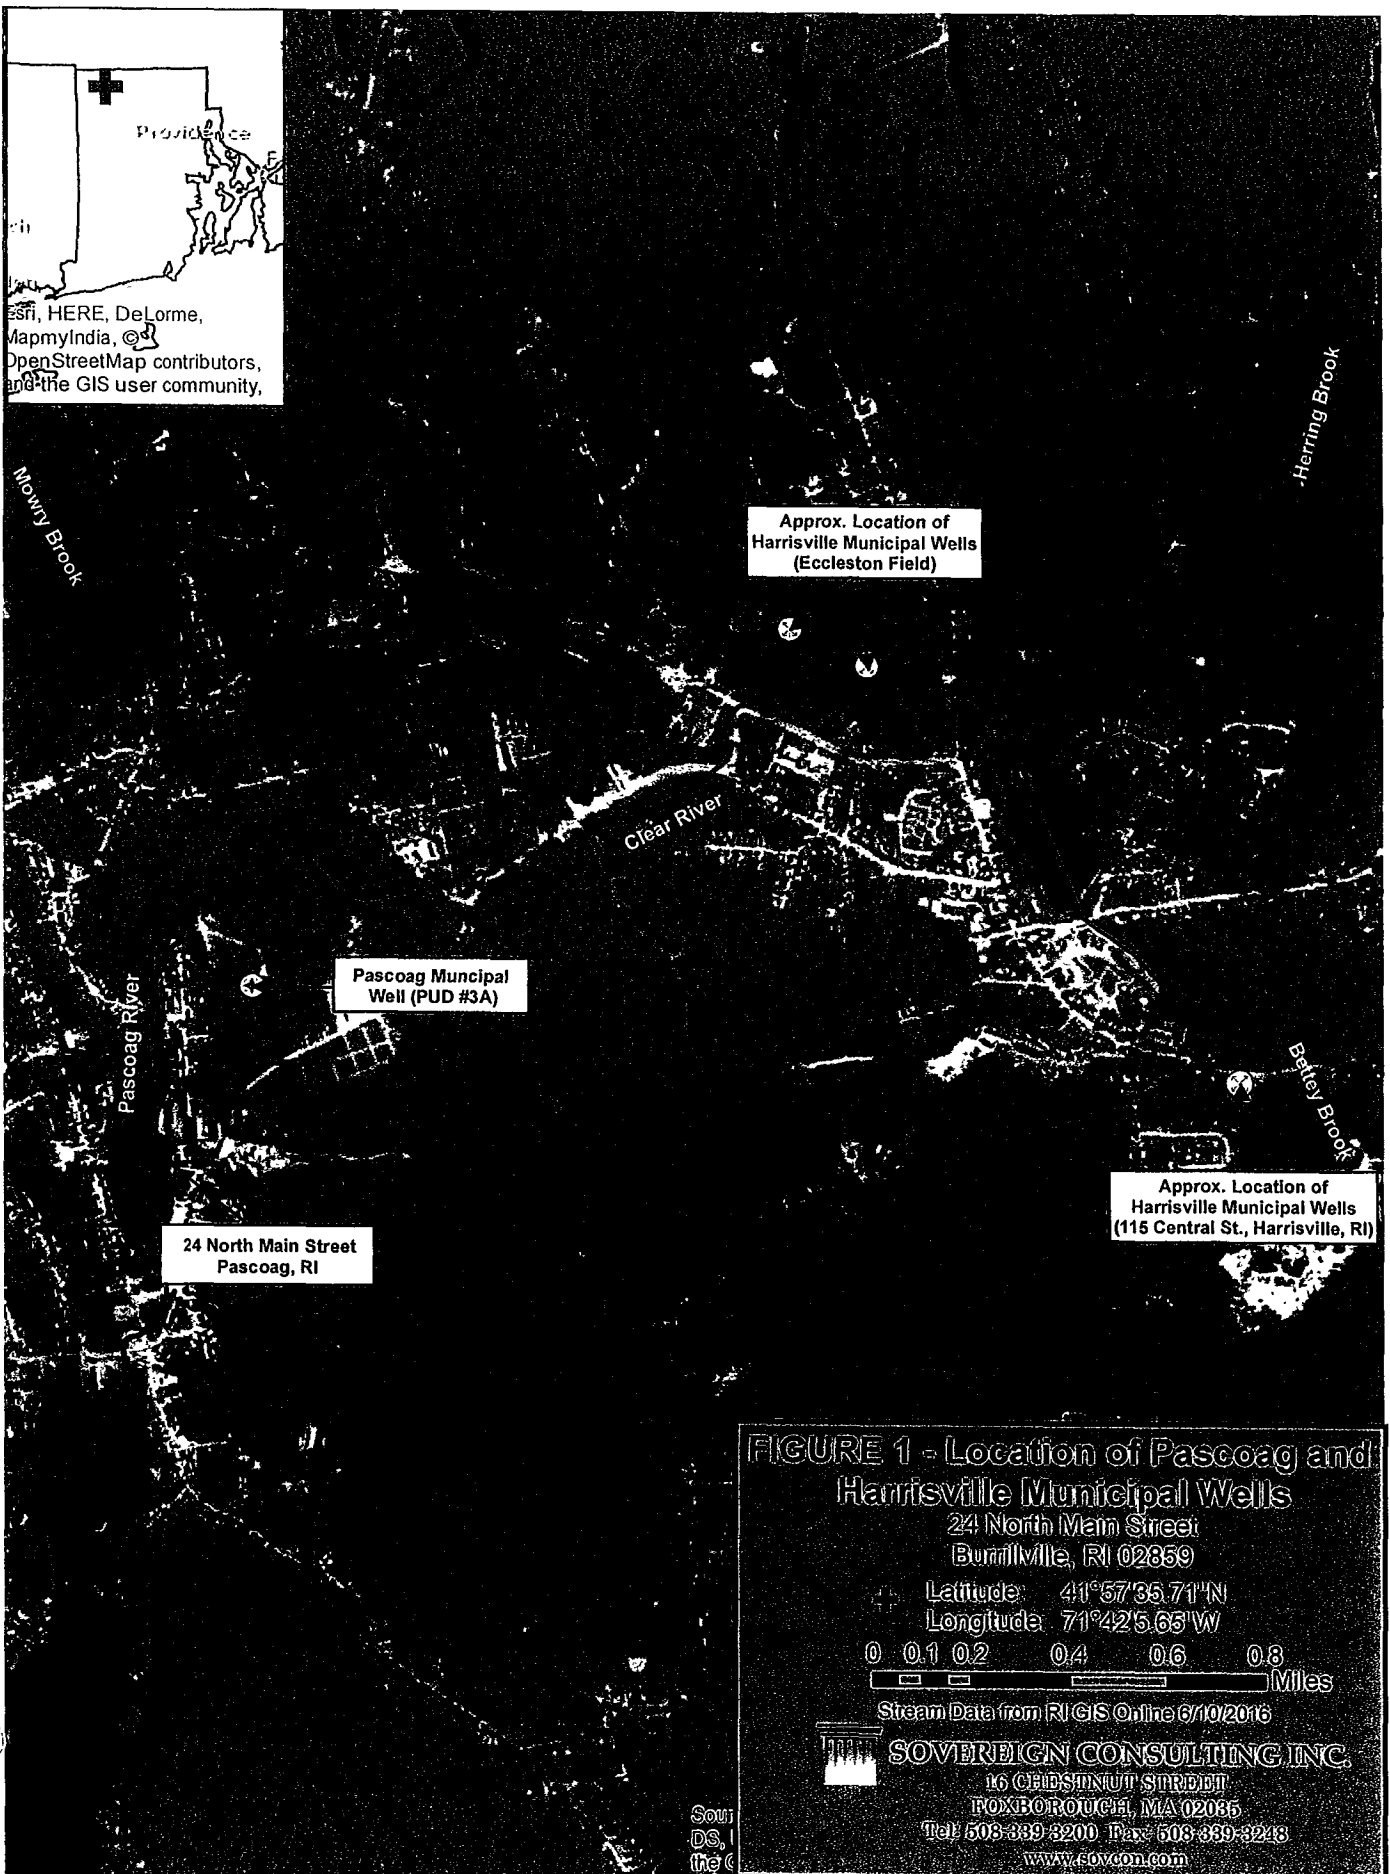 Providence
Esri, HERE, DeLorme,
MapmyIndia, ©
OpenStreetMap contributors,
and the GIS user community,
Mowry Brook
Herring Brook
Approx. Location of
Harrisville Municipal Wells
(Eccleston Field)
Clear River
Pascoag Muncipal
Well (PUD #3A)
Pascoag River
Bettey Brook
Approx. Location of
Harrisville Municipal Wells
(115 Central St., Harrisville, RI)
24 North Main Street
Pascoag, RI
FIGURE 1 - Location of Pascoag and
Harrisville Municipal Wells
24 North Main Street
Burrillville, RI 02859
Latitude: 41°57'35.71"N
Longitude: 71°42'5.65"W
0 0.1 0.2 0.4 0.6 0.8
Miles
Stream Data from RI GIS Online 6/10/2016
SOVEREIGN CONSULTING INC.
16 CHESTNUT STREET
FOXBOROUGH, MA 02035
Tel: 508-339-3200 Fax: 508-339-3248
www.sovcon.com
DS,
the